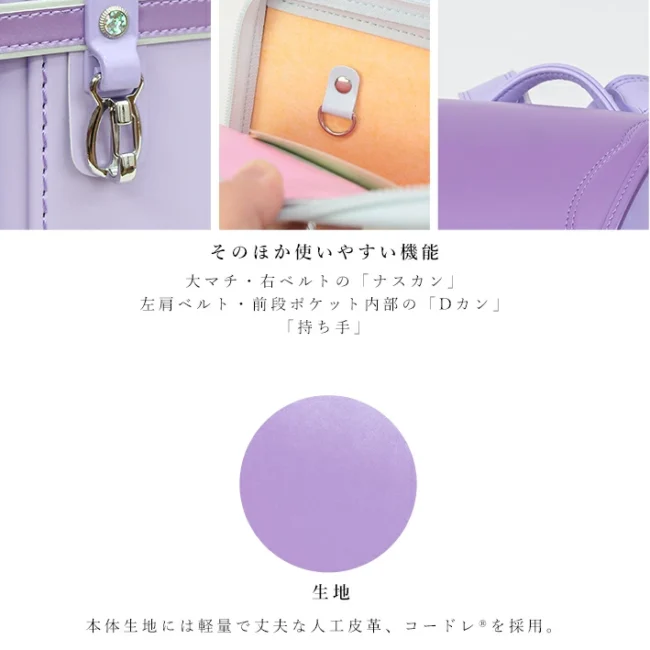 そのほか使いやすい機能
大マチ・右ベルトの「ナスカン」
左肩ベルト・前段ポケット内部の「Dカン」
「持ち手」
生地
本体生地には軽量で丈夫な人工皮革、コードレ®を採用。